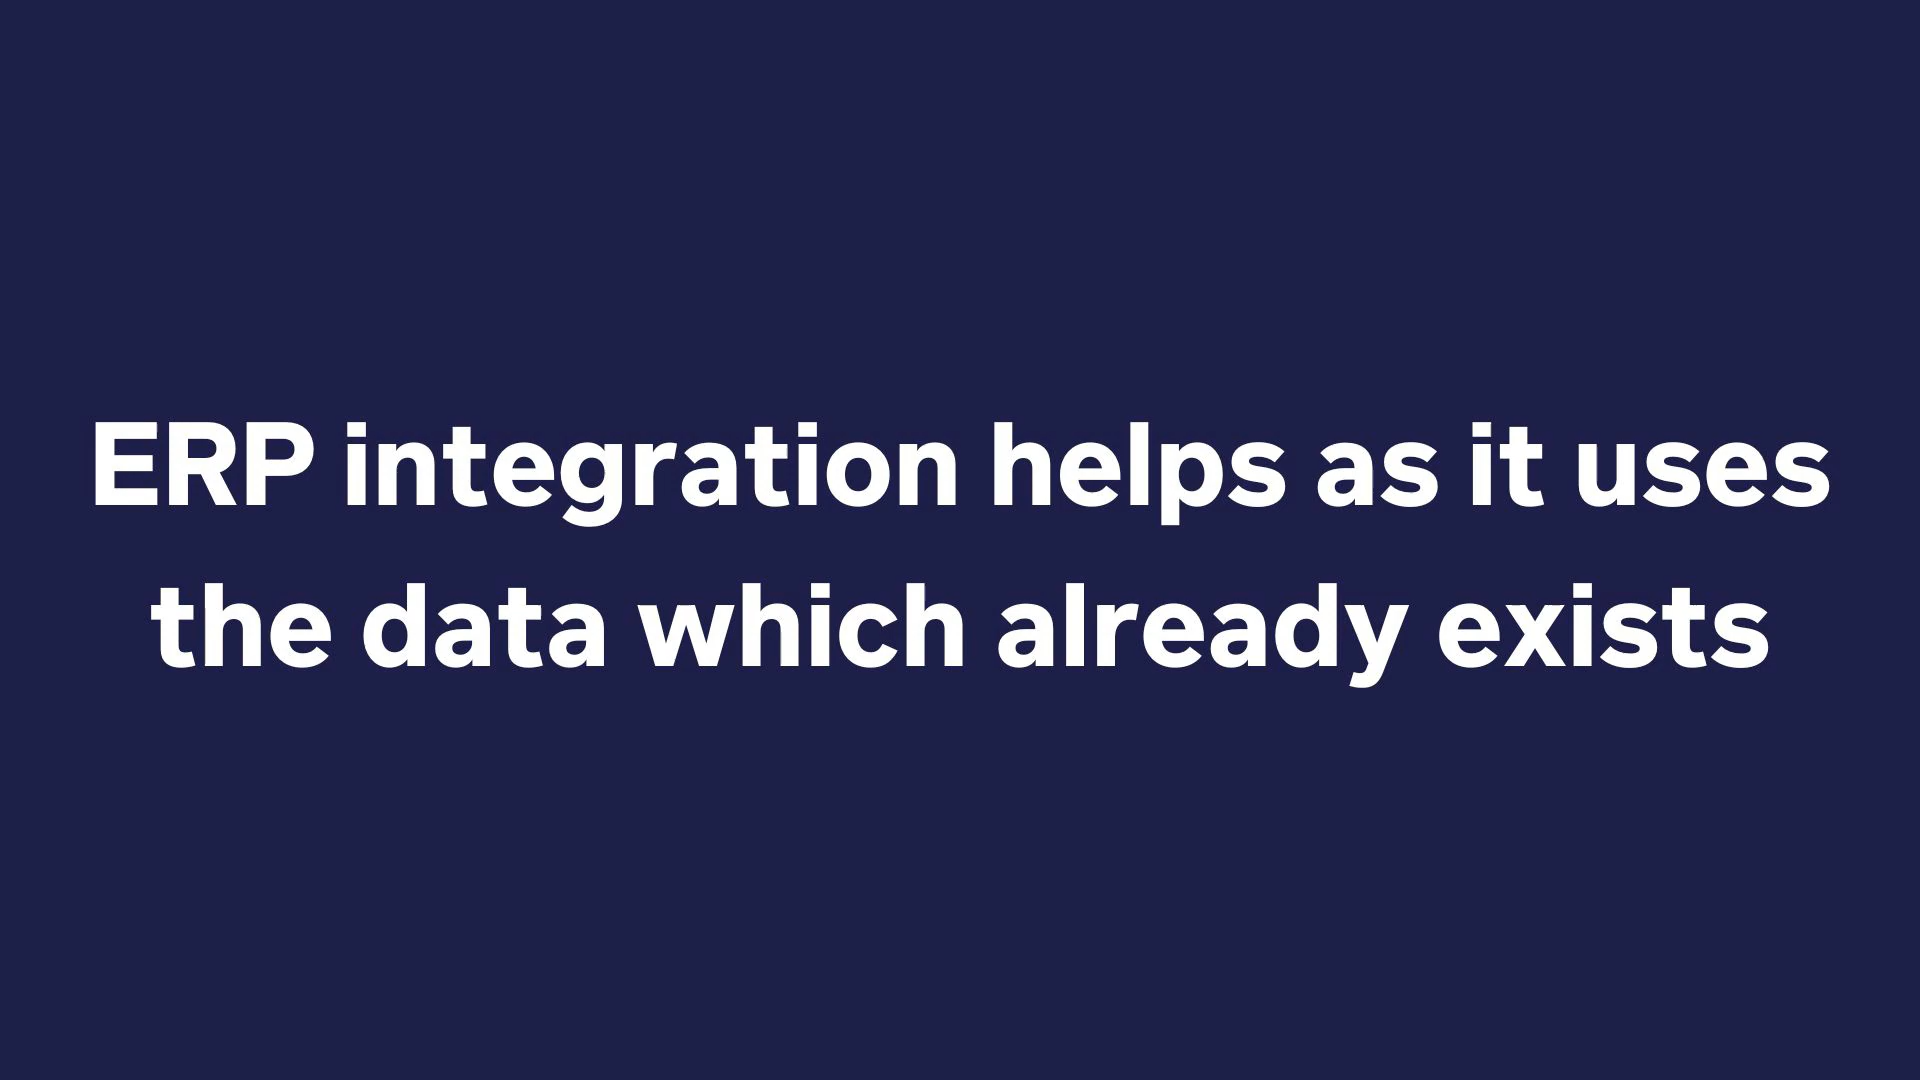 ERP integration helps as it uses
the data which already exists